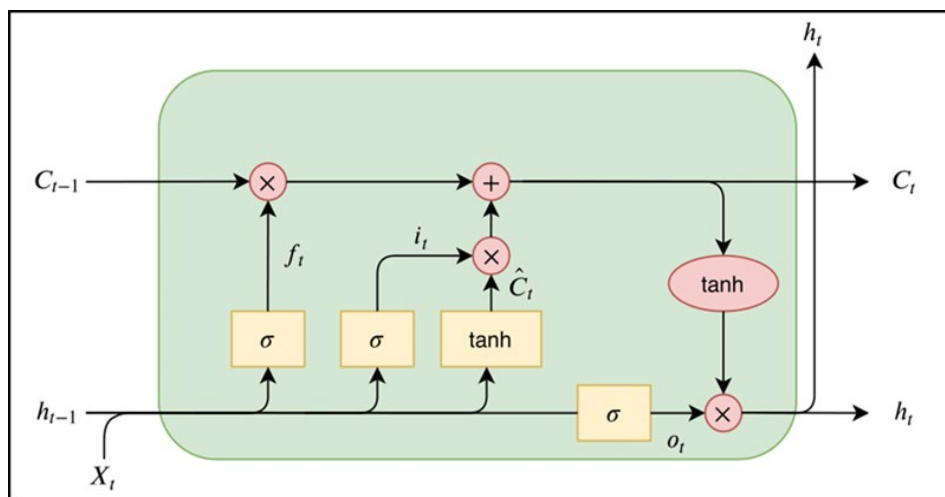 h_t
C_{t-1} × + C_t
f_t i_t × Ĉ_t tanh
σ σ tanh
h_{t-1} σ o_t × h_t
X_t